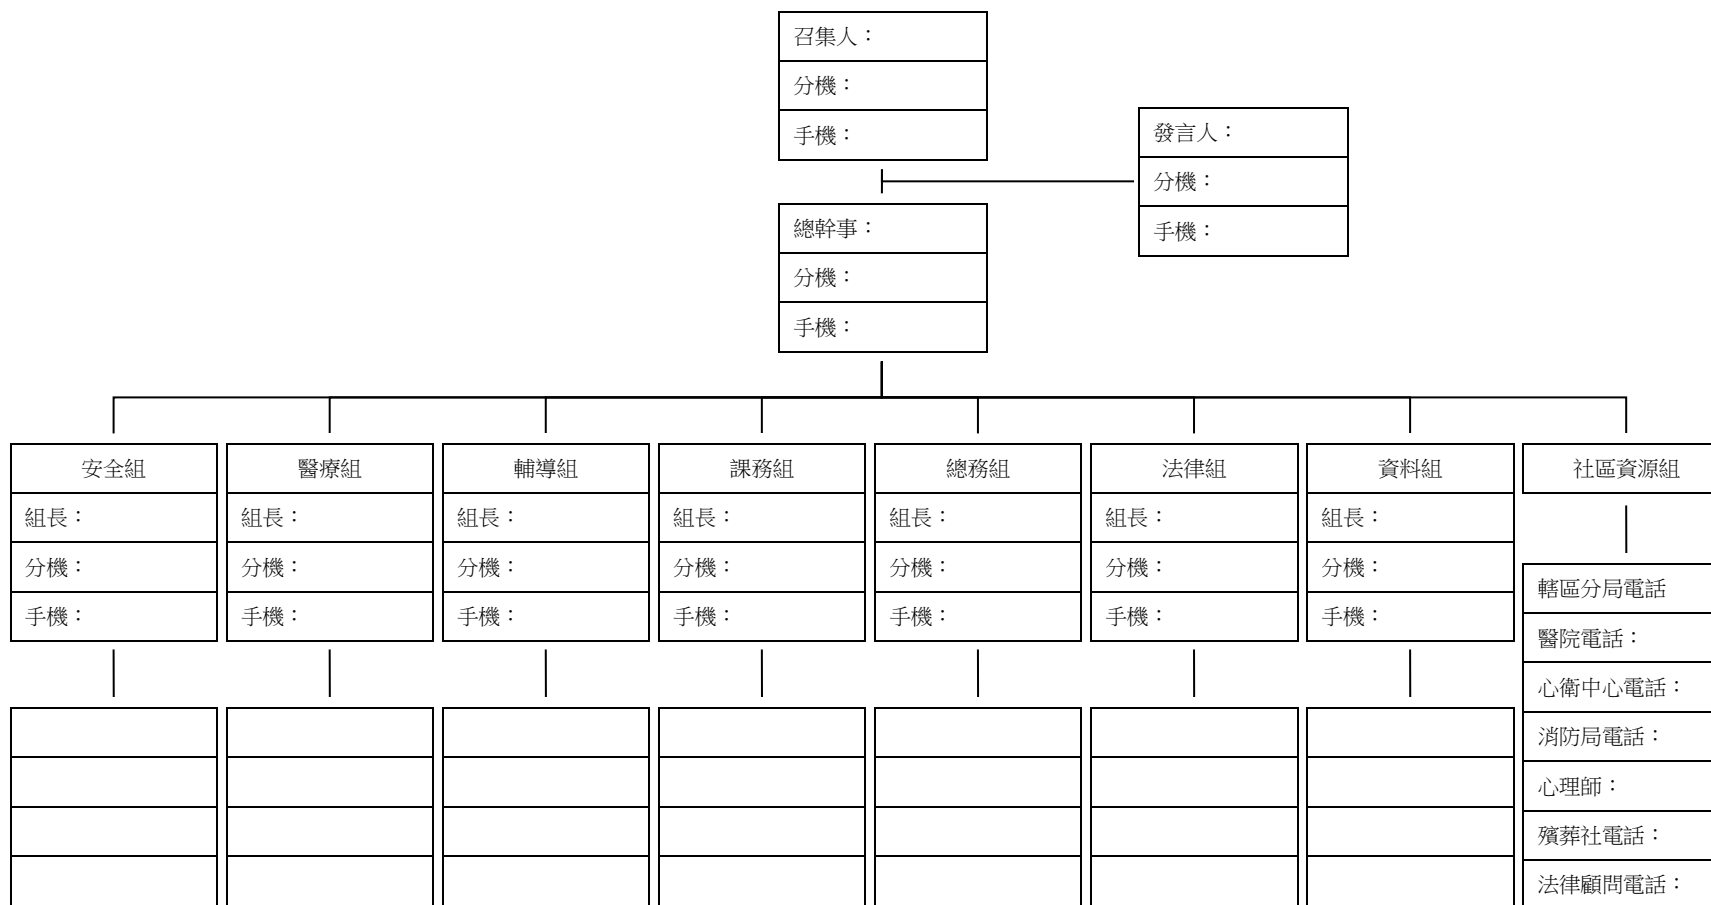 召集人：
分機：
手機：
發言人：
分機：
手機：
總幹事：
分機：
手機：
安全組
組長：
分機：
手機：
醫療組
組長：
分機：
手機：
輔導組
組長：
分機：
手機：
課務組
組長：
分機：
手機：
總務組
組長：
分機：
手機：
法律組
組長：
分機：
手機：
資料組
組長：
分機：
手機：
社區資源組
轄區分局電話
醫院電話：
心衛中心電話：
消防局電話：
心理師：
殯葬社電話：
法律顧問電話：